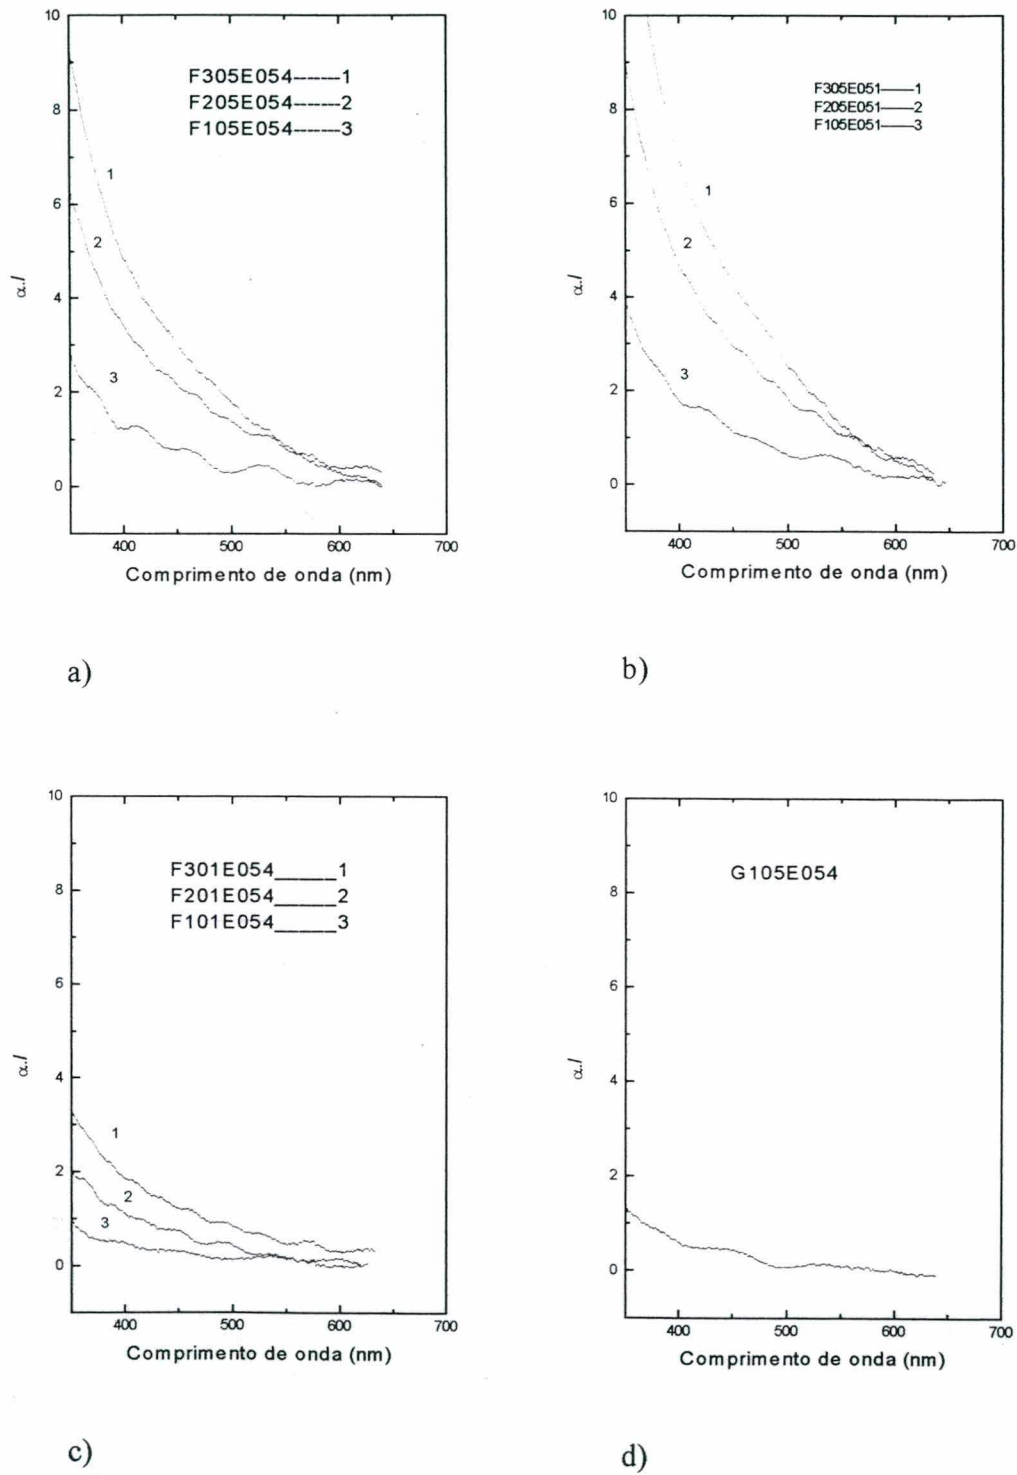 10
8
6
4
2
0
α.l
F305E054------1
F205E054------2
F105E054------3
1
2
3
400 500 600 700
Comprimento de onda (nm)
a)
10
8
6
4
2
0
α.l
F305E051——1
F205E051——2
F105E051——3
1
2
3
400 500 600 700
Comprimento de onda (nm)
b)
10
8
6
4
2
0
α.l
F301E054______1
F201E054______2
F101E054______3
1
2
3
400 500 600 700
Comprimento de onda (nm)
c)
10
8
6
4
2
0
α.l
G105E054
400 500 600 700
Comprimento de onda (nm)
d)